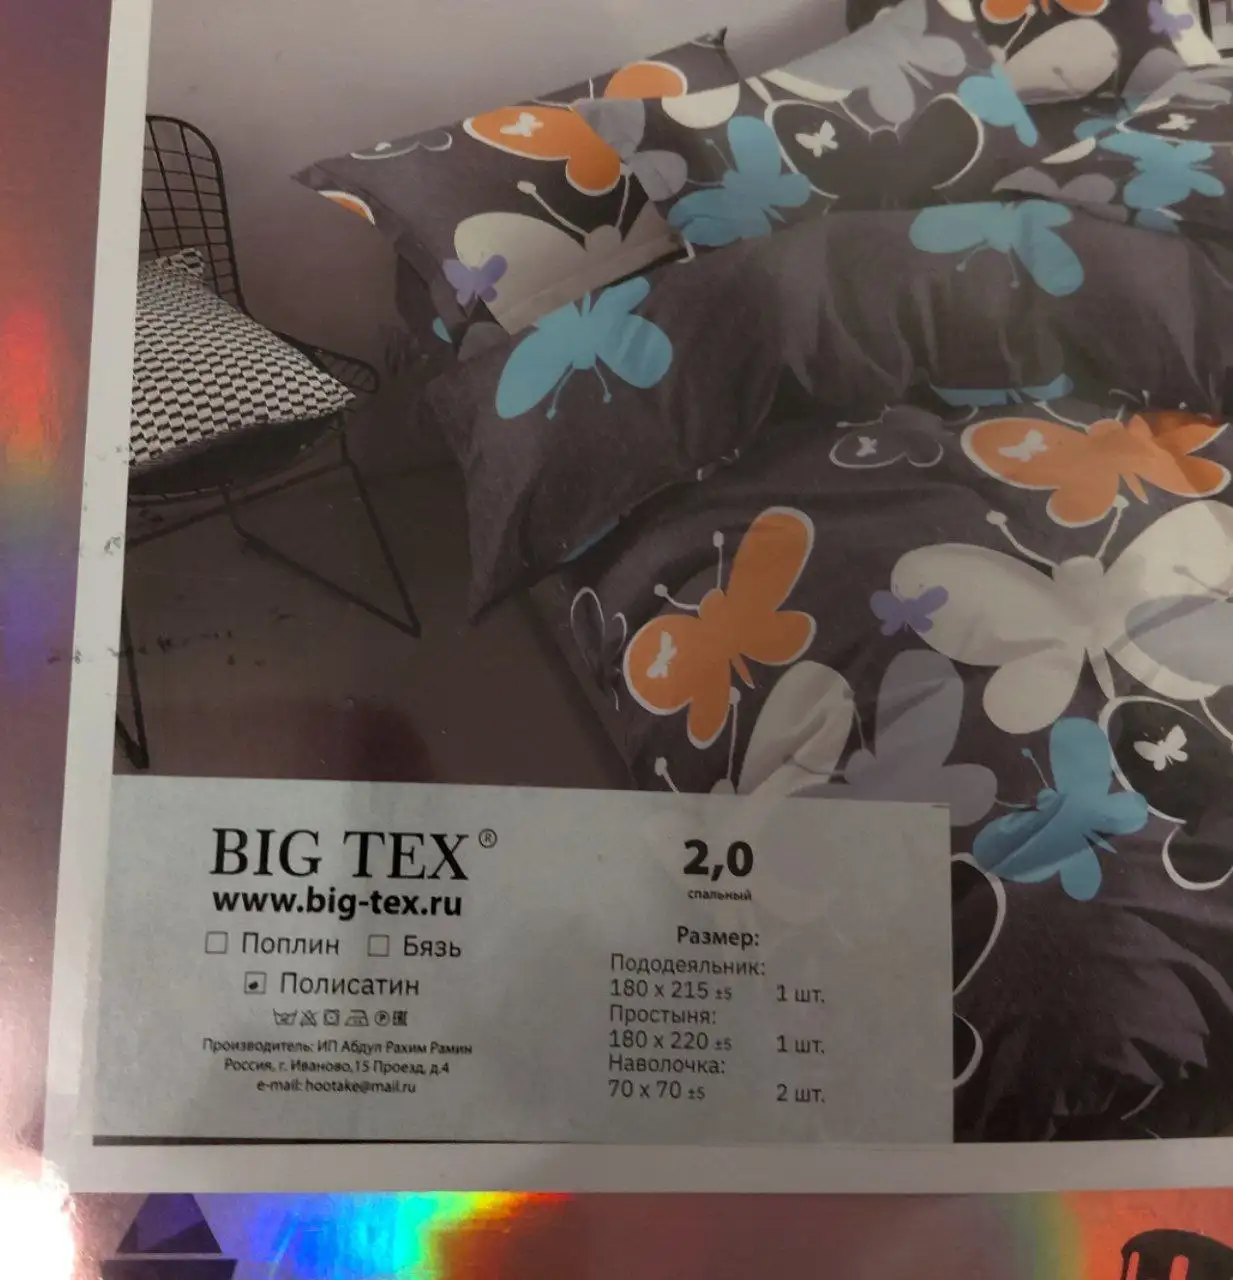 BIG TEX®
www.big-tex.ru
Поплин Бязь
Полисатин
Производитель: ИП Абдул Рахим Рамин
Россия, г. Иваново,15 Проезд, д.4
e-mail: hootake@mail.ru
2,0
спальный
Размер:
Пододеяльник:
180 x 215 ±5 1 шт.
Простыня:
180 x 220 ±5 1 шт.
Наволочка:
70 x 70 ±5 2 шт.